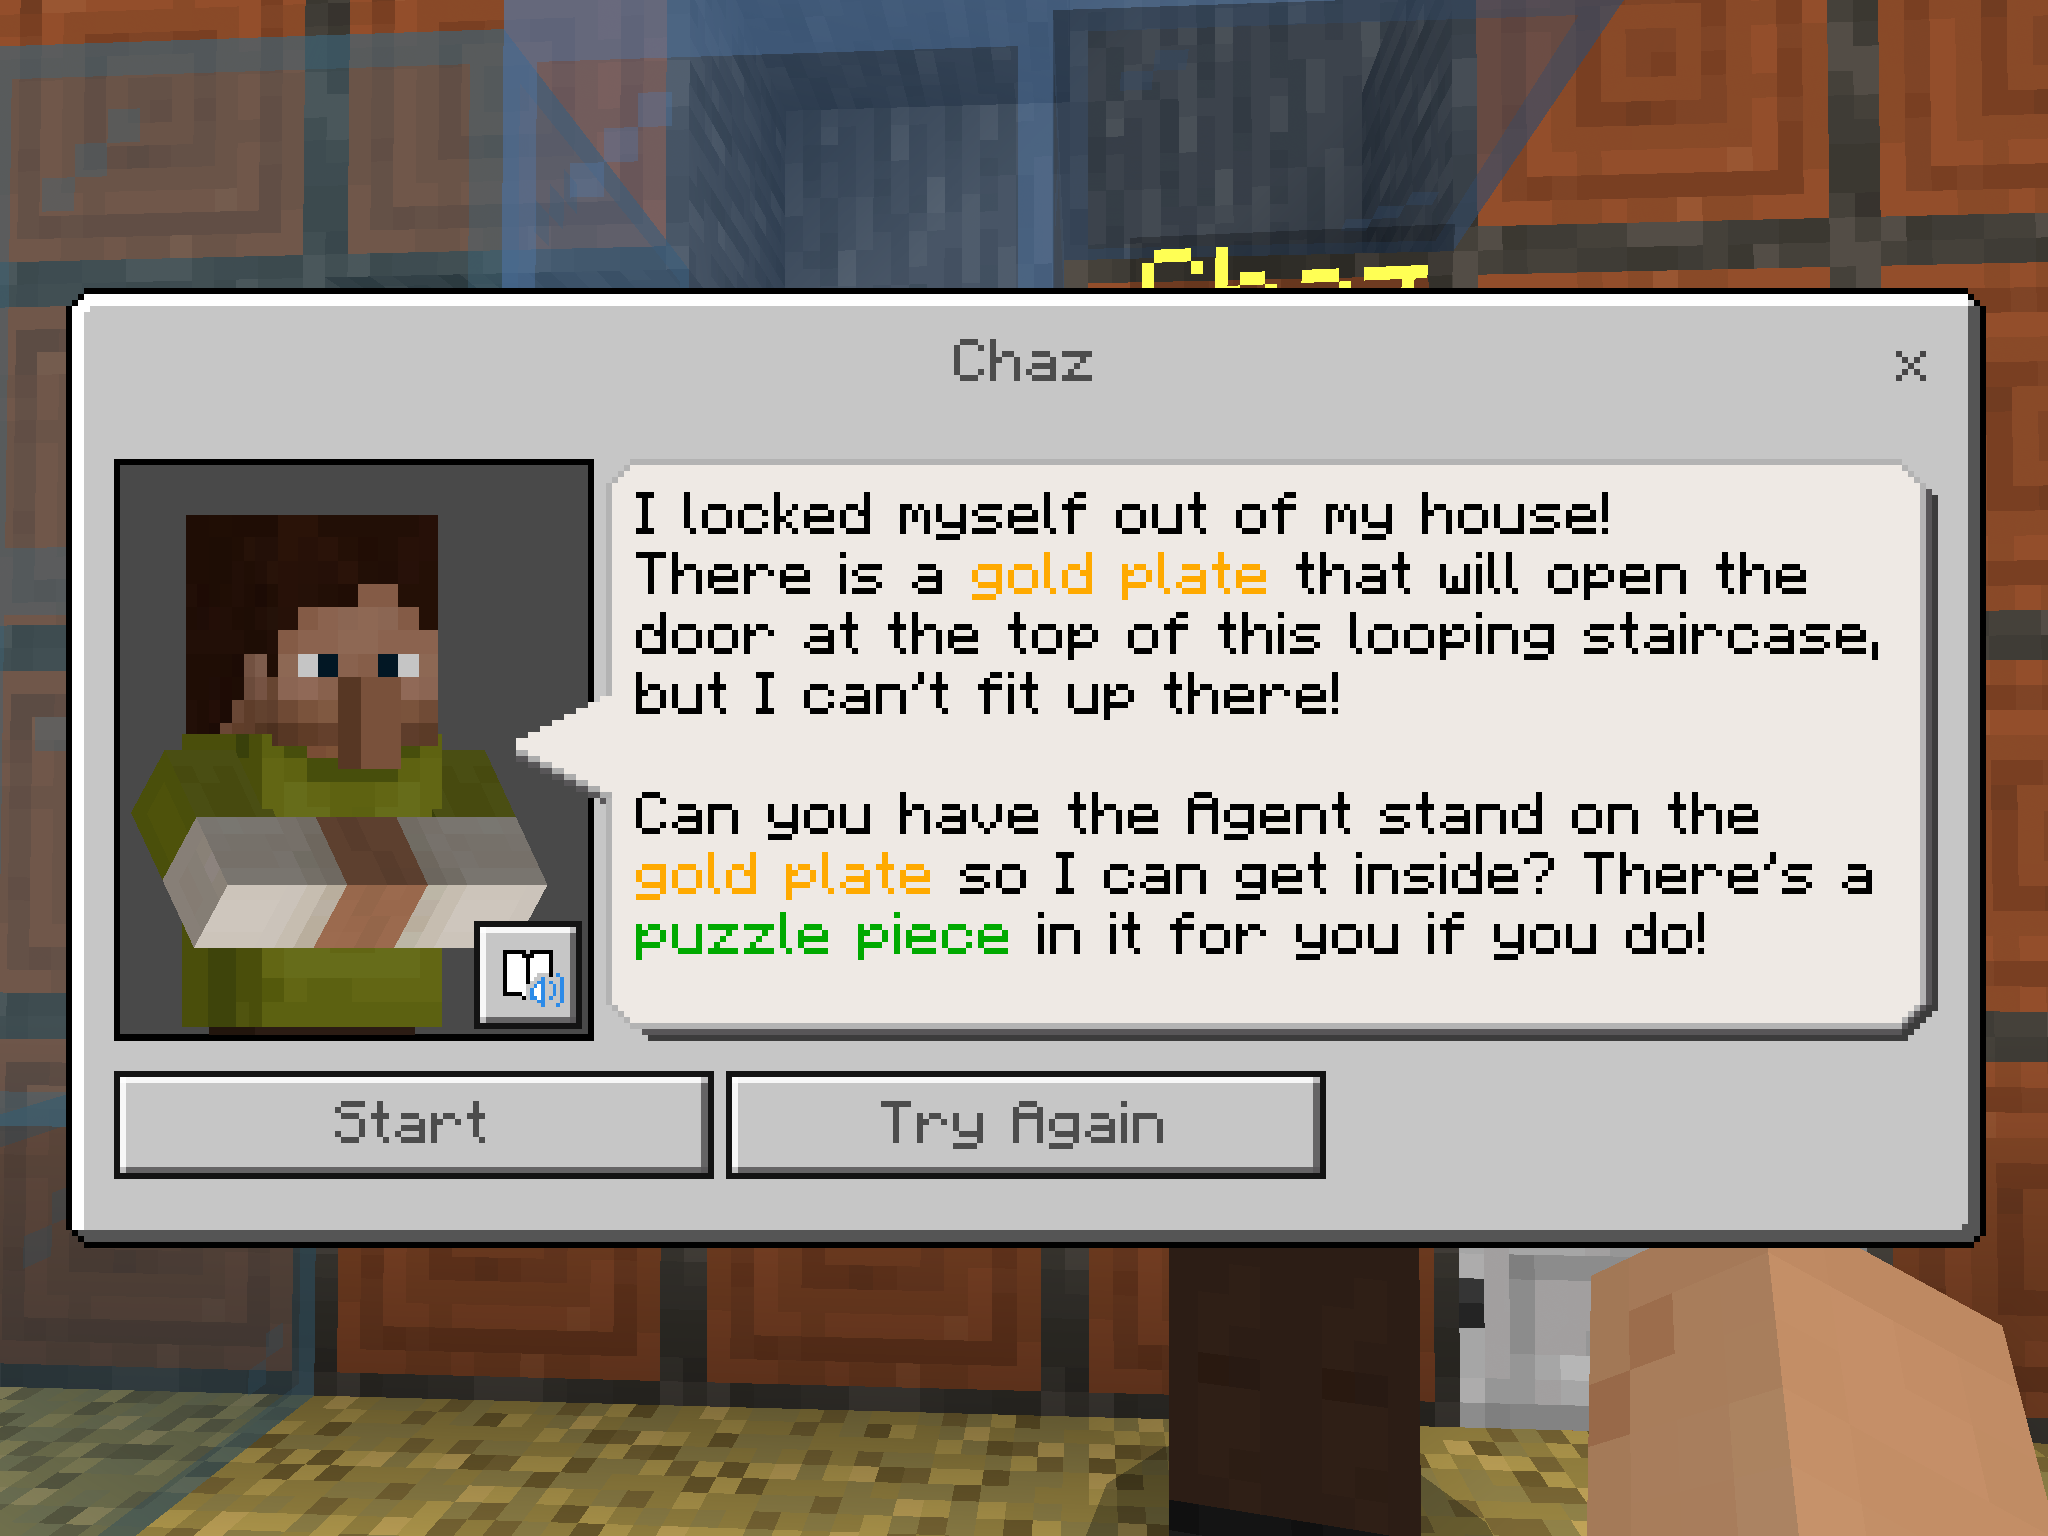 Chaz
Chaz
x
I locked myself out of my house!
There is a gold plate that will open the
door at the top of this looping staircase,
but I can't fit up there!
Can you have the Agent stand on the
gold plate so I can get inside? There's a
puzzle piece in it for you if you do!
Start
Try Again